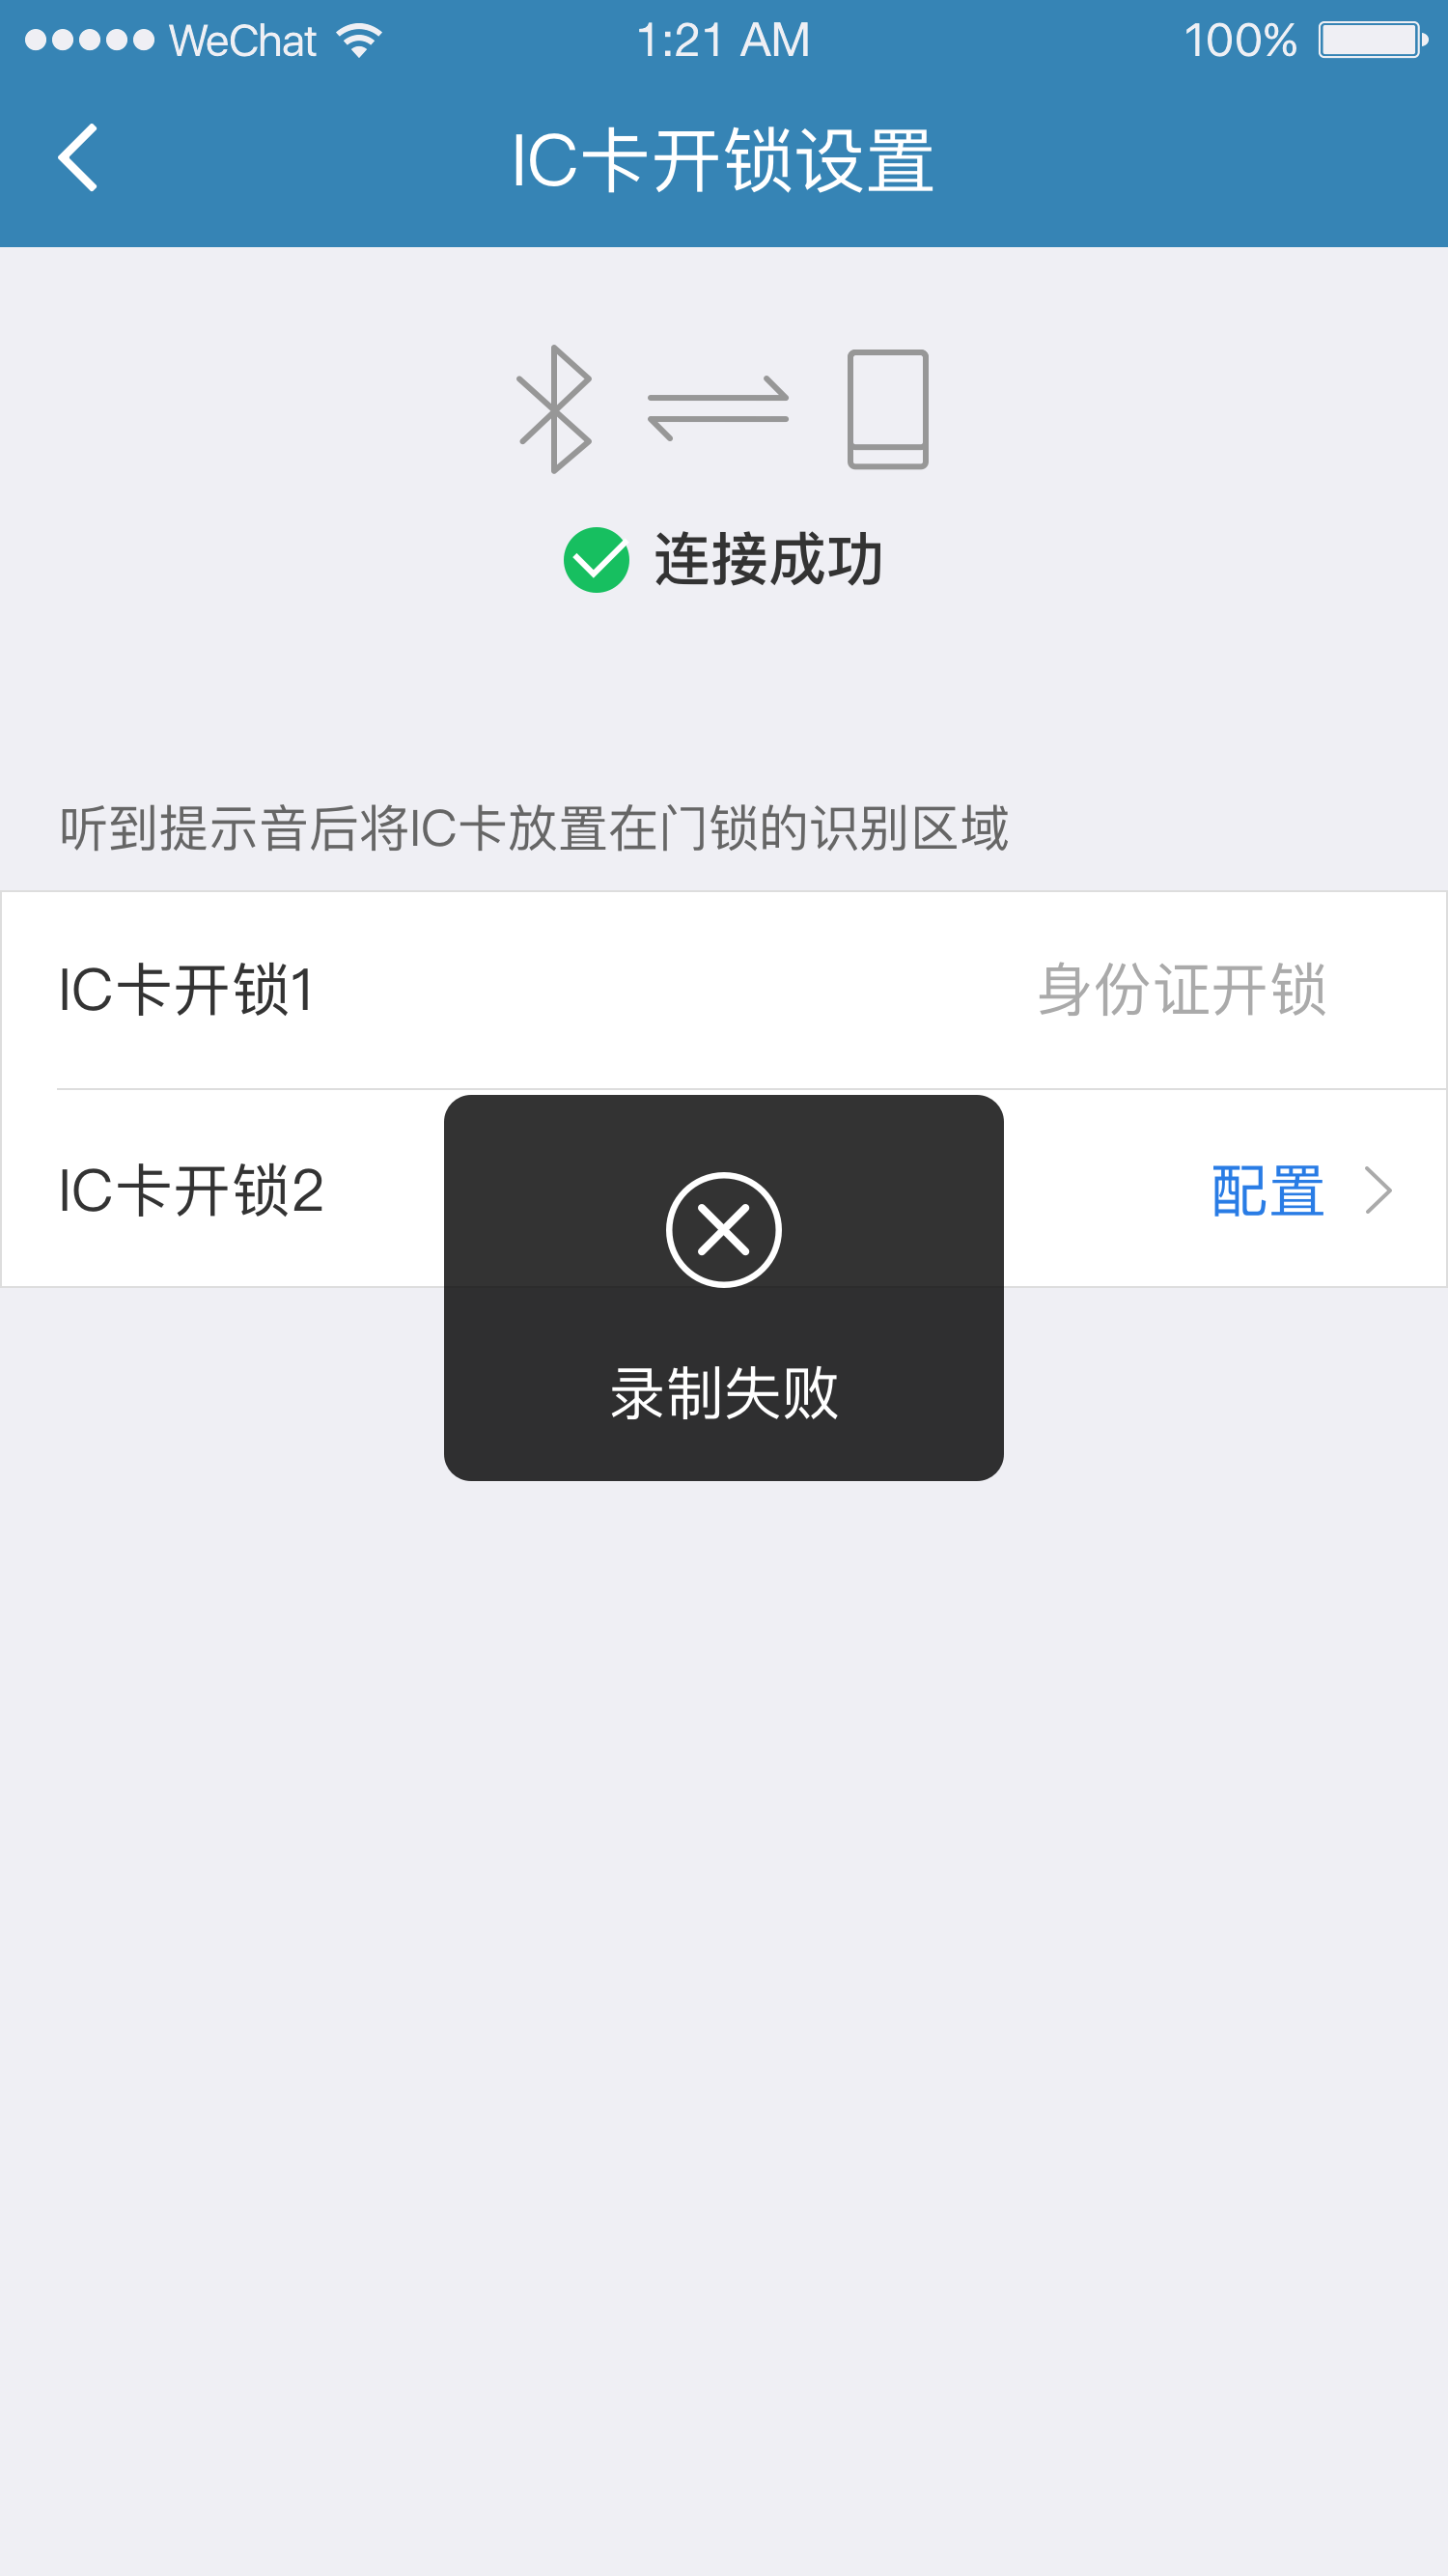 WeChat 1:21 AM 100%
IC卡开锁设置
连接成功
听到提示音后将IC卡放置在门锁的识别区域
IC卡开锁1 身份证开锁
IC卡开锁2 配置
录制失败